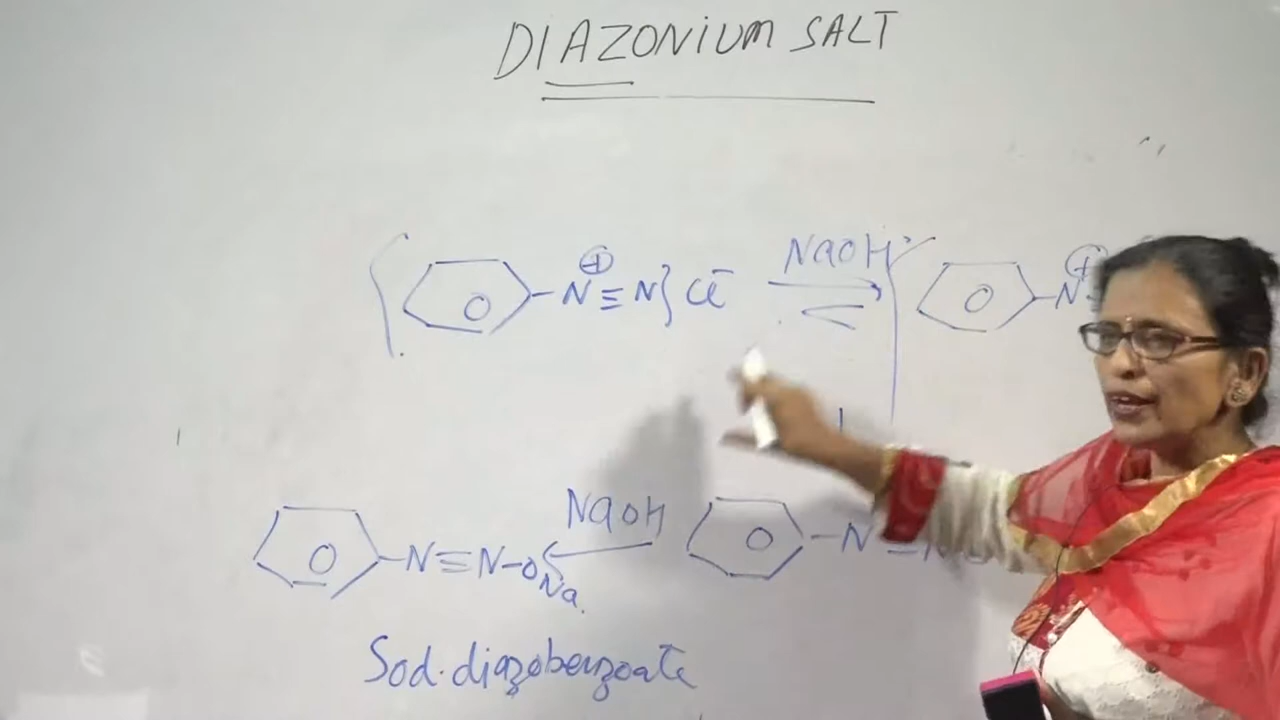 DIAZONIUM SALT
N≡N} Cl⁻ NaOH N
⊕ ⊕
NaOH
N≡N-ONa N
Sod. diazobenzoate